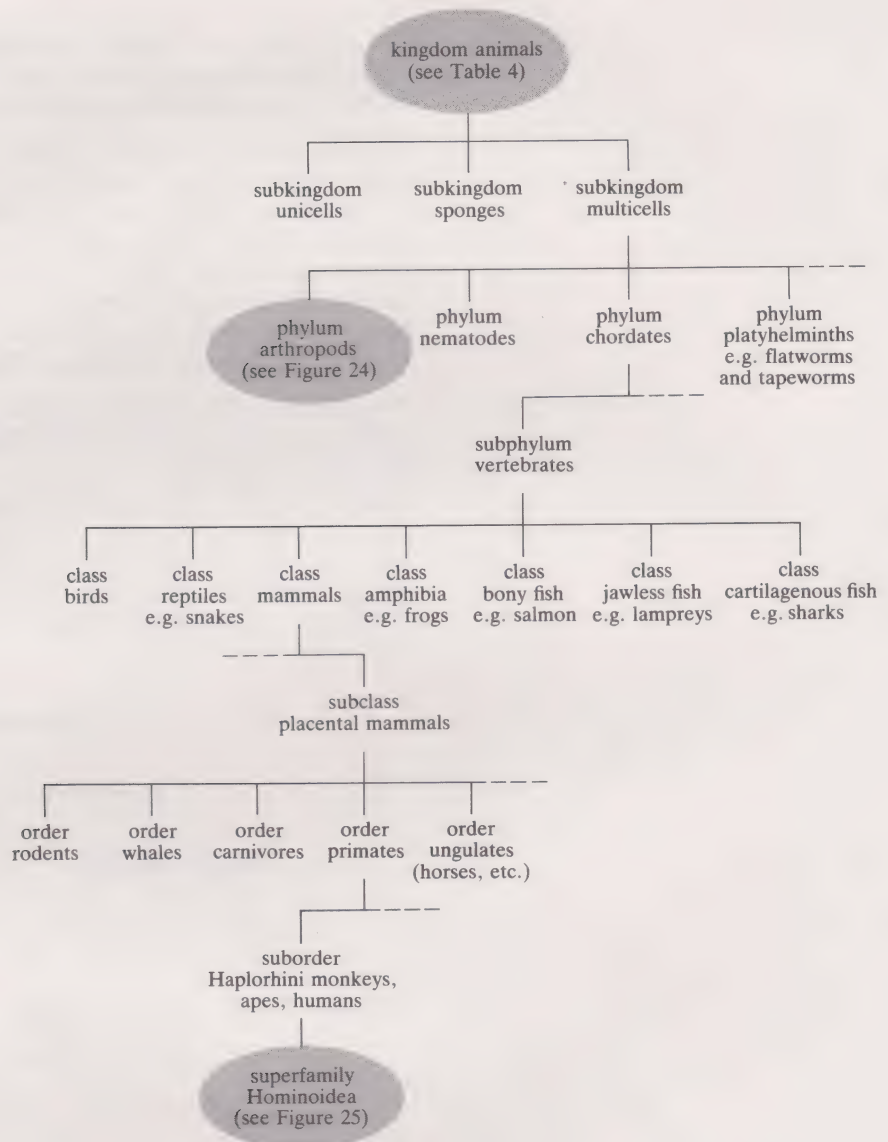 kingdom animals
(see Table 4)
subkingdom
unicells
subkingdom
sponges
subkingdom
multicells
phylum
arthropods
(see Figure 24)
phylum
nematodes
phylum
chordates
phylum
platyhelminths
e.g. flatworms
and tapeworms
subphylum
vertebrates
class
birds
class
reptiles
e.g. snakes
class
mammals
class
amphibia
e.g. frogs
class
bony fish
e.g. salmon
class
jawless fish
e.g. lampreys
class
cartilagenous fish
e.g. sharks
subclass
placental mammals
order
rodents
order
whales
order
carnivores
order
primates
order
ungulates
(horses, etc.)
suborder
Haplorhini monkeys,
apes, humans
superfamily
Hominoidea
(see Figure 25)